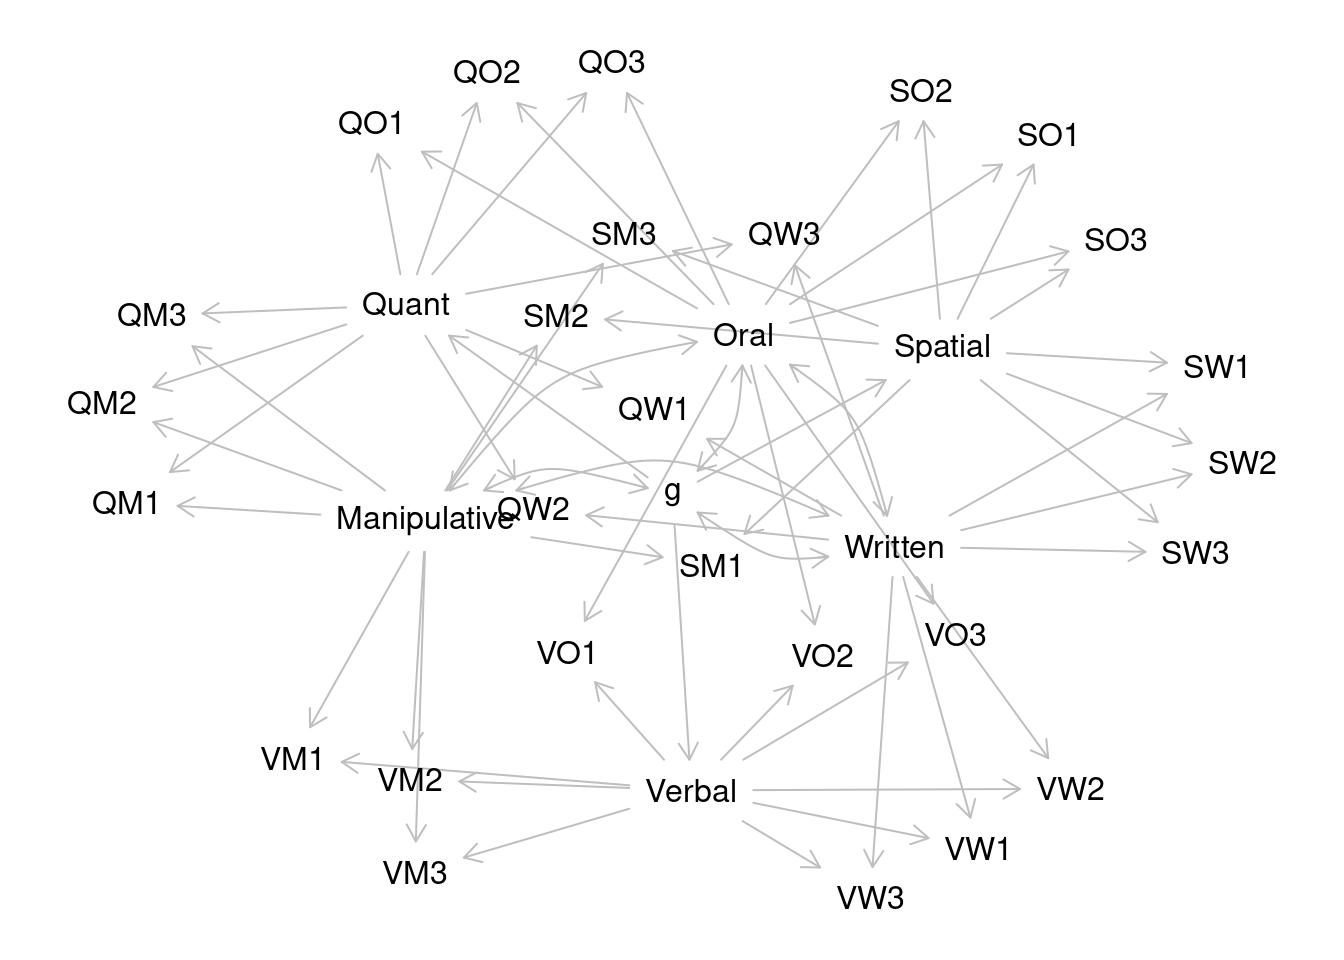 QO3
QO2
SO2
QO1
SO1
SM3
QW3
SO3
Quant
QM3
SM2
Oral
Spatial
SW1
QM2
QW1
SW2
g
QM1
QW2
Manipulative
Written
SW3
SM1
VO3
VO1
VO2
VM1
VM2
Verbal
VW2
VW1
VM3
VW3